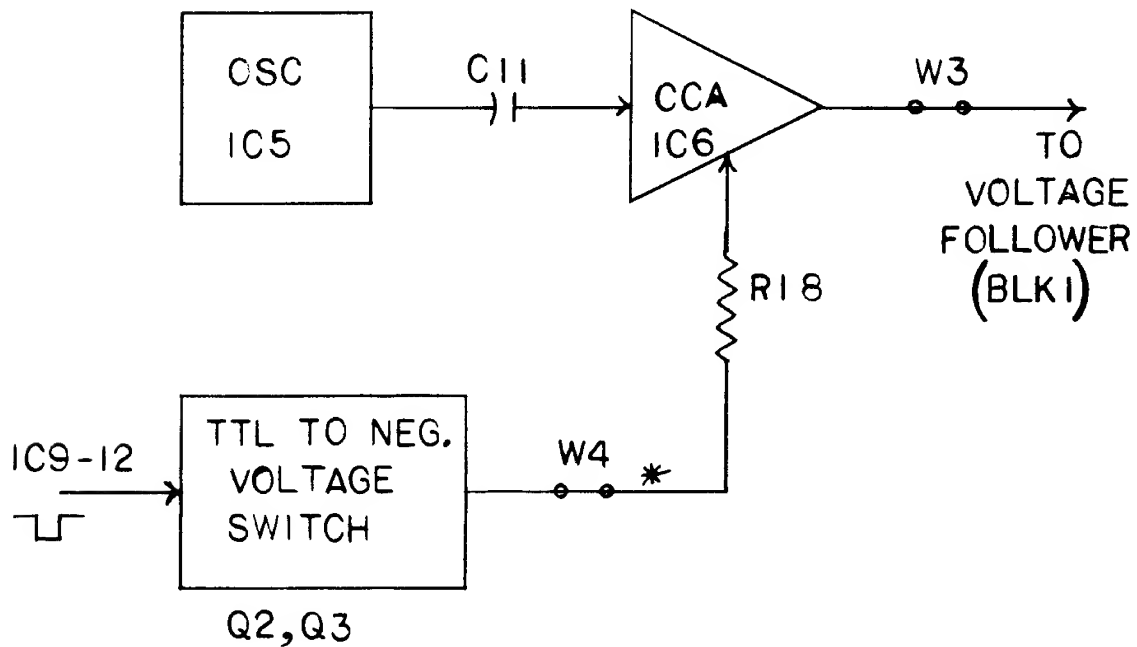 OSC
IC5
C11
CCA
IC6
W3
TO
VOLTAGE
FOLLOWER
(BLK1)
R18
IC9-12
TTL TO NEG.
VOLTAGE
SWITCH
W4 *
Q2, Q3